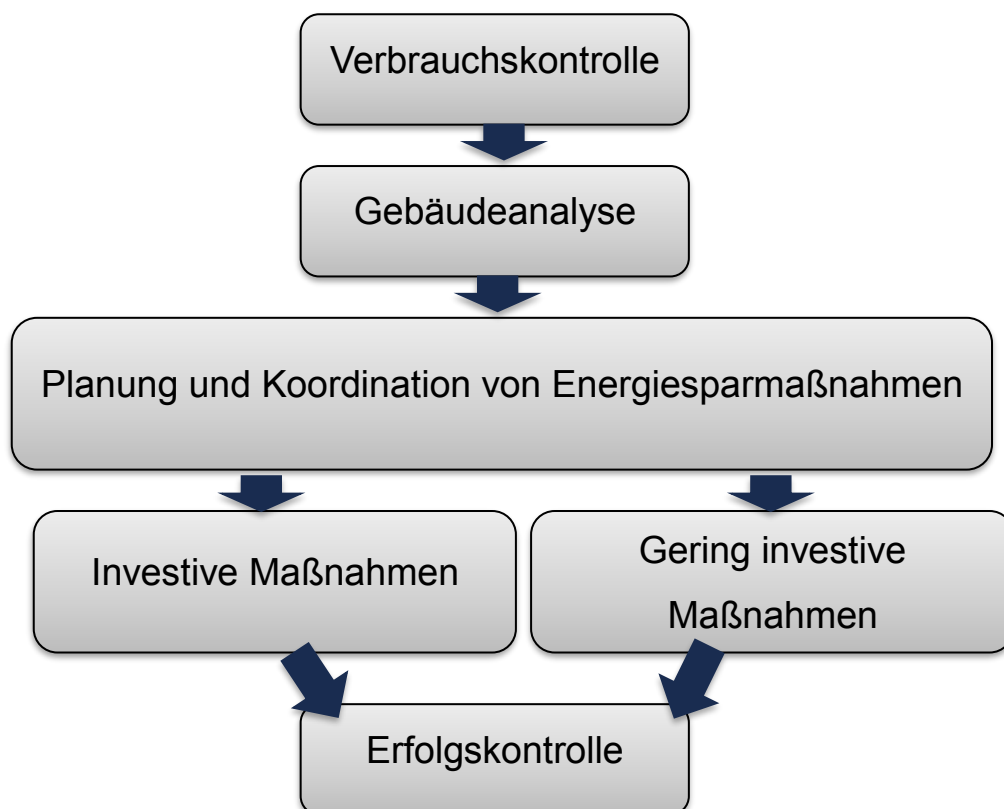 Verbrauchskontrolle
Gebäudeanalyse
Planung und Koordination von Energiesparmaßnahmen
Investive Maßnahmen
Gering investive
Maßnahmen
Erfolgskontrolle